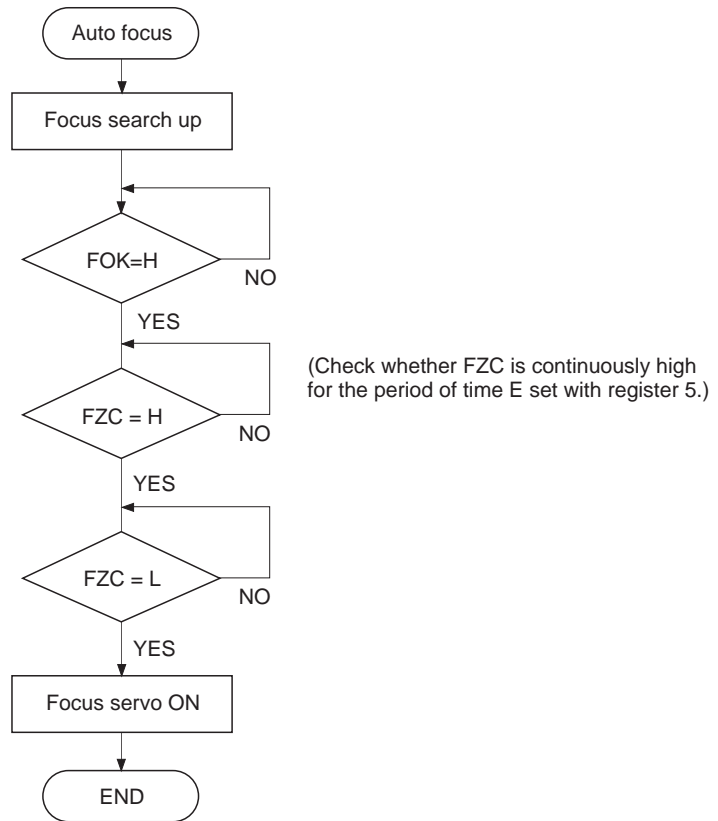 Auto focus
Focus search up
FOK=H
NO
YES
(Check whether FZC is continuously high
for the period of time E set with register 5.)
FZC = H
NO
YES
FZC = L
NO
YES
Focus servo ON
END